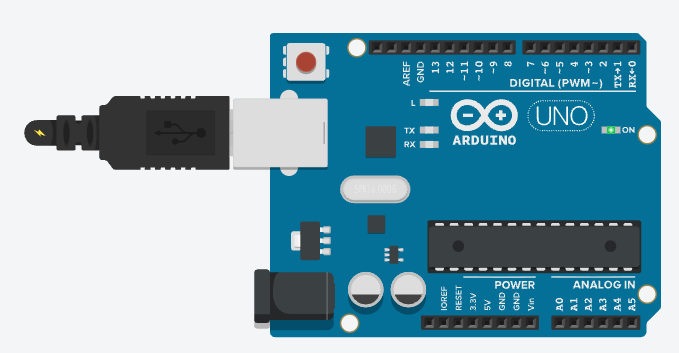 AREF
GND
13
12
~11
~10
~9
8
7
~6
~5
4
~3
2
TX→1
RX←0
DIGITAL (PWM~)
L
TX
RX
ARDUINO
UNO
ON
POWER
ANALOG IN
IOREF
RESET
3.3V
5V
GND
GND
Vin
A0
A1
A2
A3
A4
A5